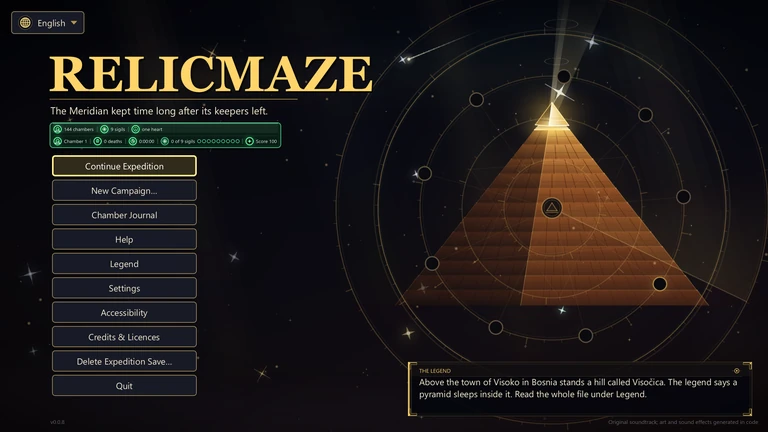 English
RELICMAZE
The Meridian kept time long after its keepers left.
144 chambers 9 sigils one heart
Chamber 1 0 deaths 0:00:00 0 of 9 sigils Score 100
Continue Expedition
New Campaign...
Chamber Journal
Help
Legend
Settings
Accessibility
Credits & Licences
Delete Expedition Save...
Quit
THE LEGEND
Above the town of Visoko in Bosnia stands a hill called Visočica. The legend says a
pyramid sleeps inside it. Read the whole file under Legend.
v0.0.8
Original soundtrack, art and sound effects generated in code